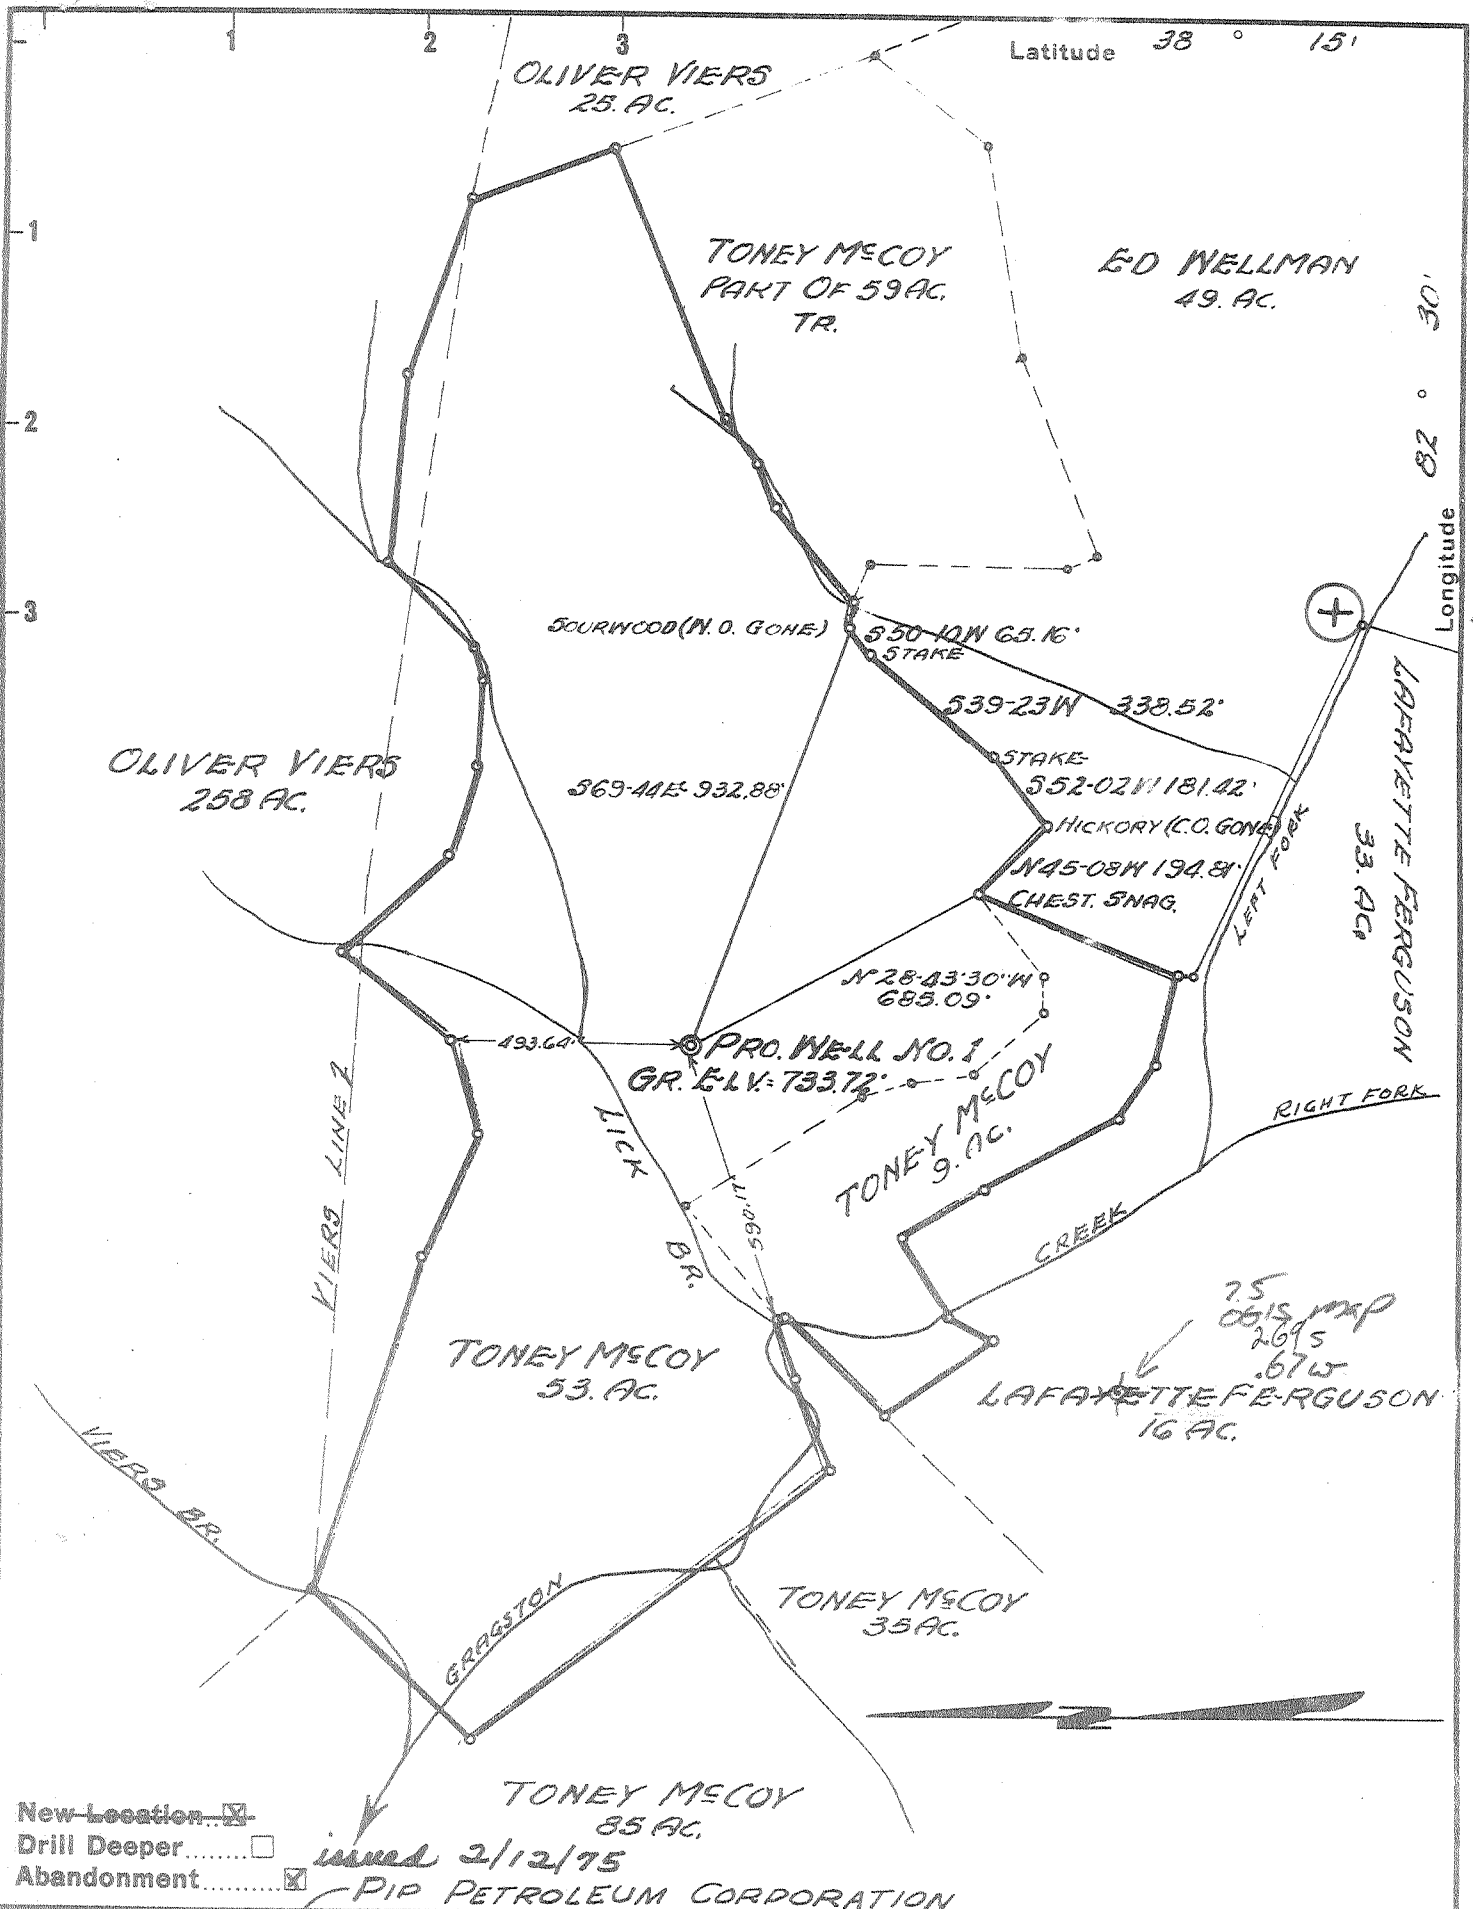 1 2 3
Latitude 38 ° 15'
OLIVER VIERS
25. AC.
1
TONEY McCOY
PART OF 59 AC.
TR.
ED WELLMAN
49. AC.
Longitude 82 ° 30'
2
3
SOURWOOD (N.O. GONE)
S50-10W 65.16'
STAKE
S39-23W 338.52'
STAKE
S52-02W 181.42'
HICKORY (C.O. GONE)
N45-08W 194.81'
CHEST. SNAG.
LAFAYETTE FERGUSON
33. AC.
LEFT FORK
OLIVER VIERS
258 AC.
S69-44E 932.88'
N28-43'30"W
685.09'
493.64'
PRO. WELL NO. 1
GR. ELV. = 733.72'
TONEY McCOY
9. AC.
RIGHT FORK
LICK BR.
590.17
VIERS LINE
CREEK
7.5
map
.67w
TONEY McCOY
53. AC.
LAFAYETTE FERGUSON
16 AC.
VIERS BR.
GRAGSTON
TONEY McCOY
35 AC.
N
TONEY McCOY
85 AC.
New Location..☒
Drill Deeper........☐
Abandonment..........☒
issued 2/12/75
PIP PETROLEUM CORPORATION